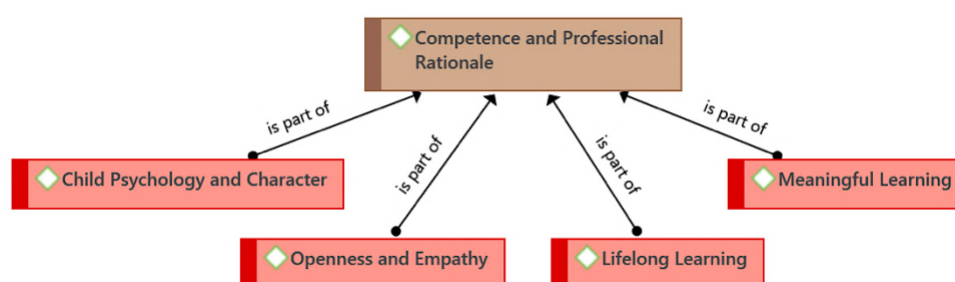 Competence and Professional
Rationale
is part of
is part of
is part of
is part of
Child Psychology and Character
Meaningful Learning
Openness and Empathy
Lifelong Learning